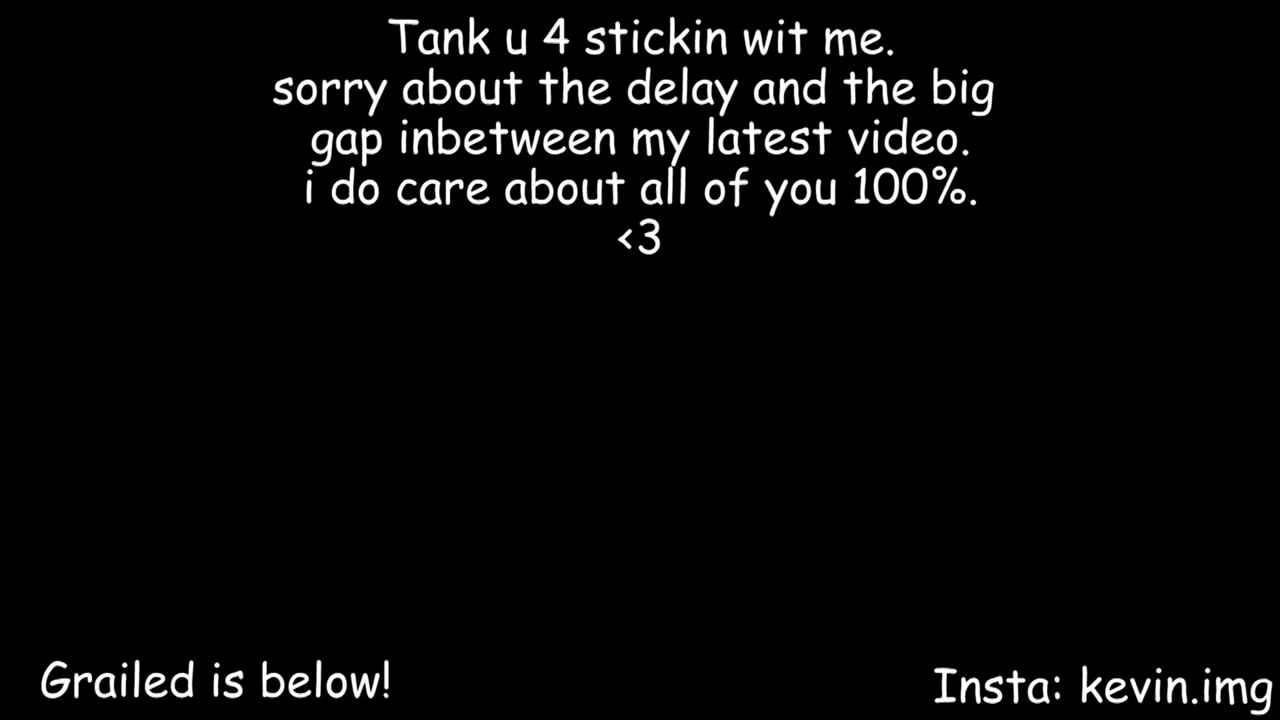 Tank u 4 stickin wit me.
sorry about the delay and the big
gap inbetween my latest video.
i do care about all of you 100%.
<3
Grailed is below!
Insta: kevin.img